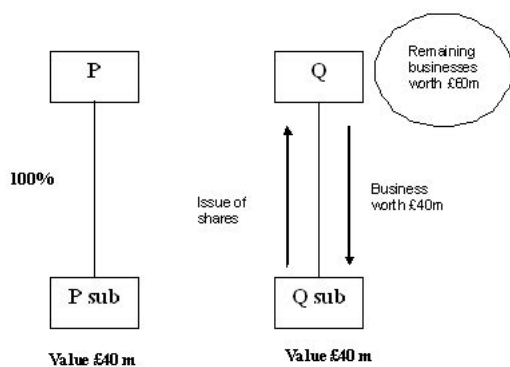 P
Q
Remaining
businesses
worth £60m
100%
Issue of
shares
Business
worth £40m
P sub
Q sub
Value £40 m
Value £40 m